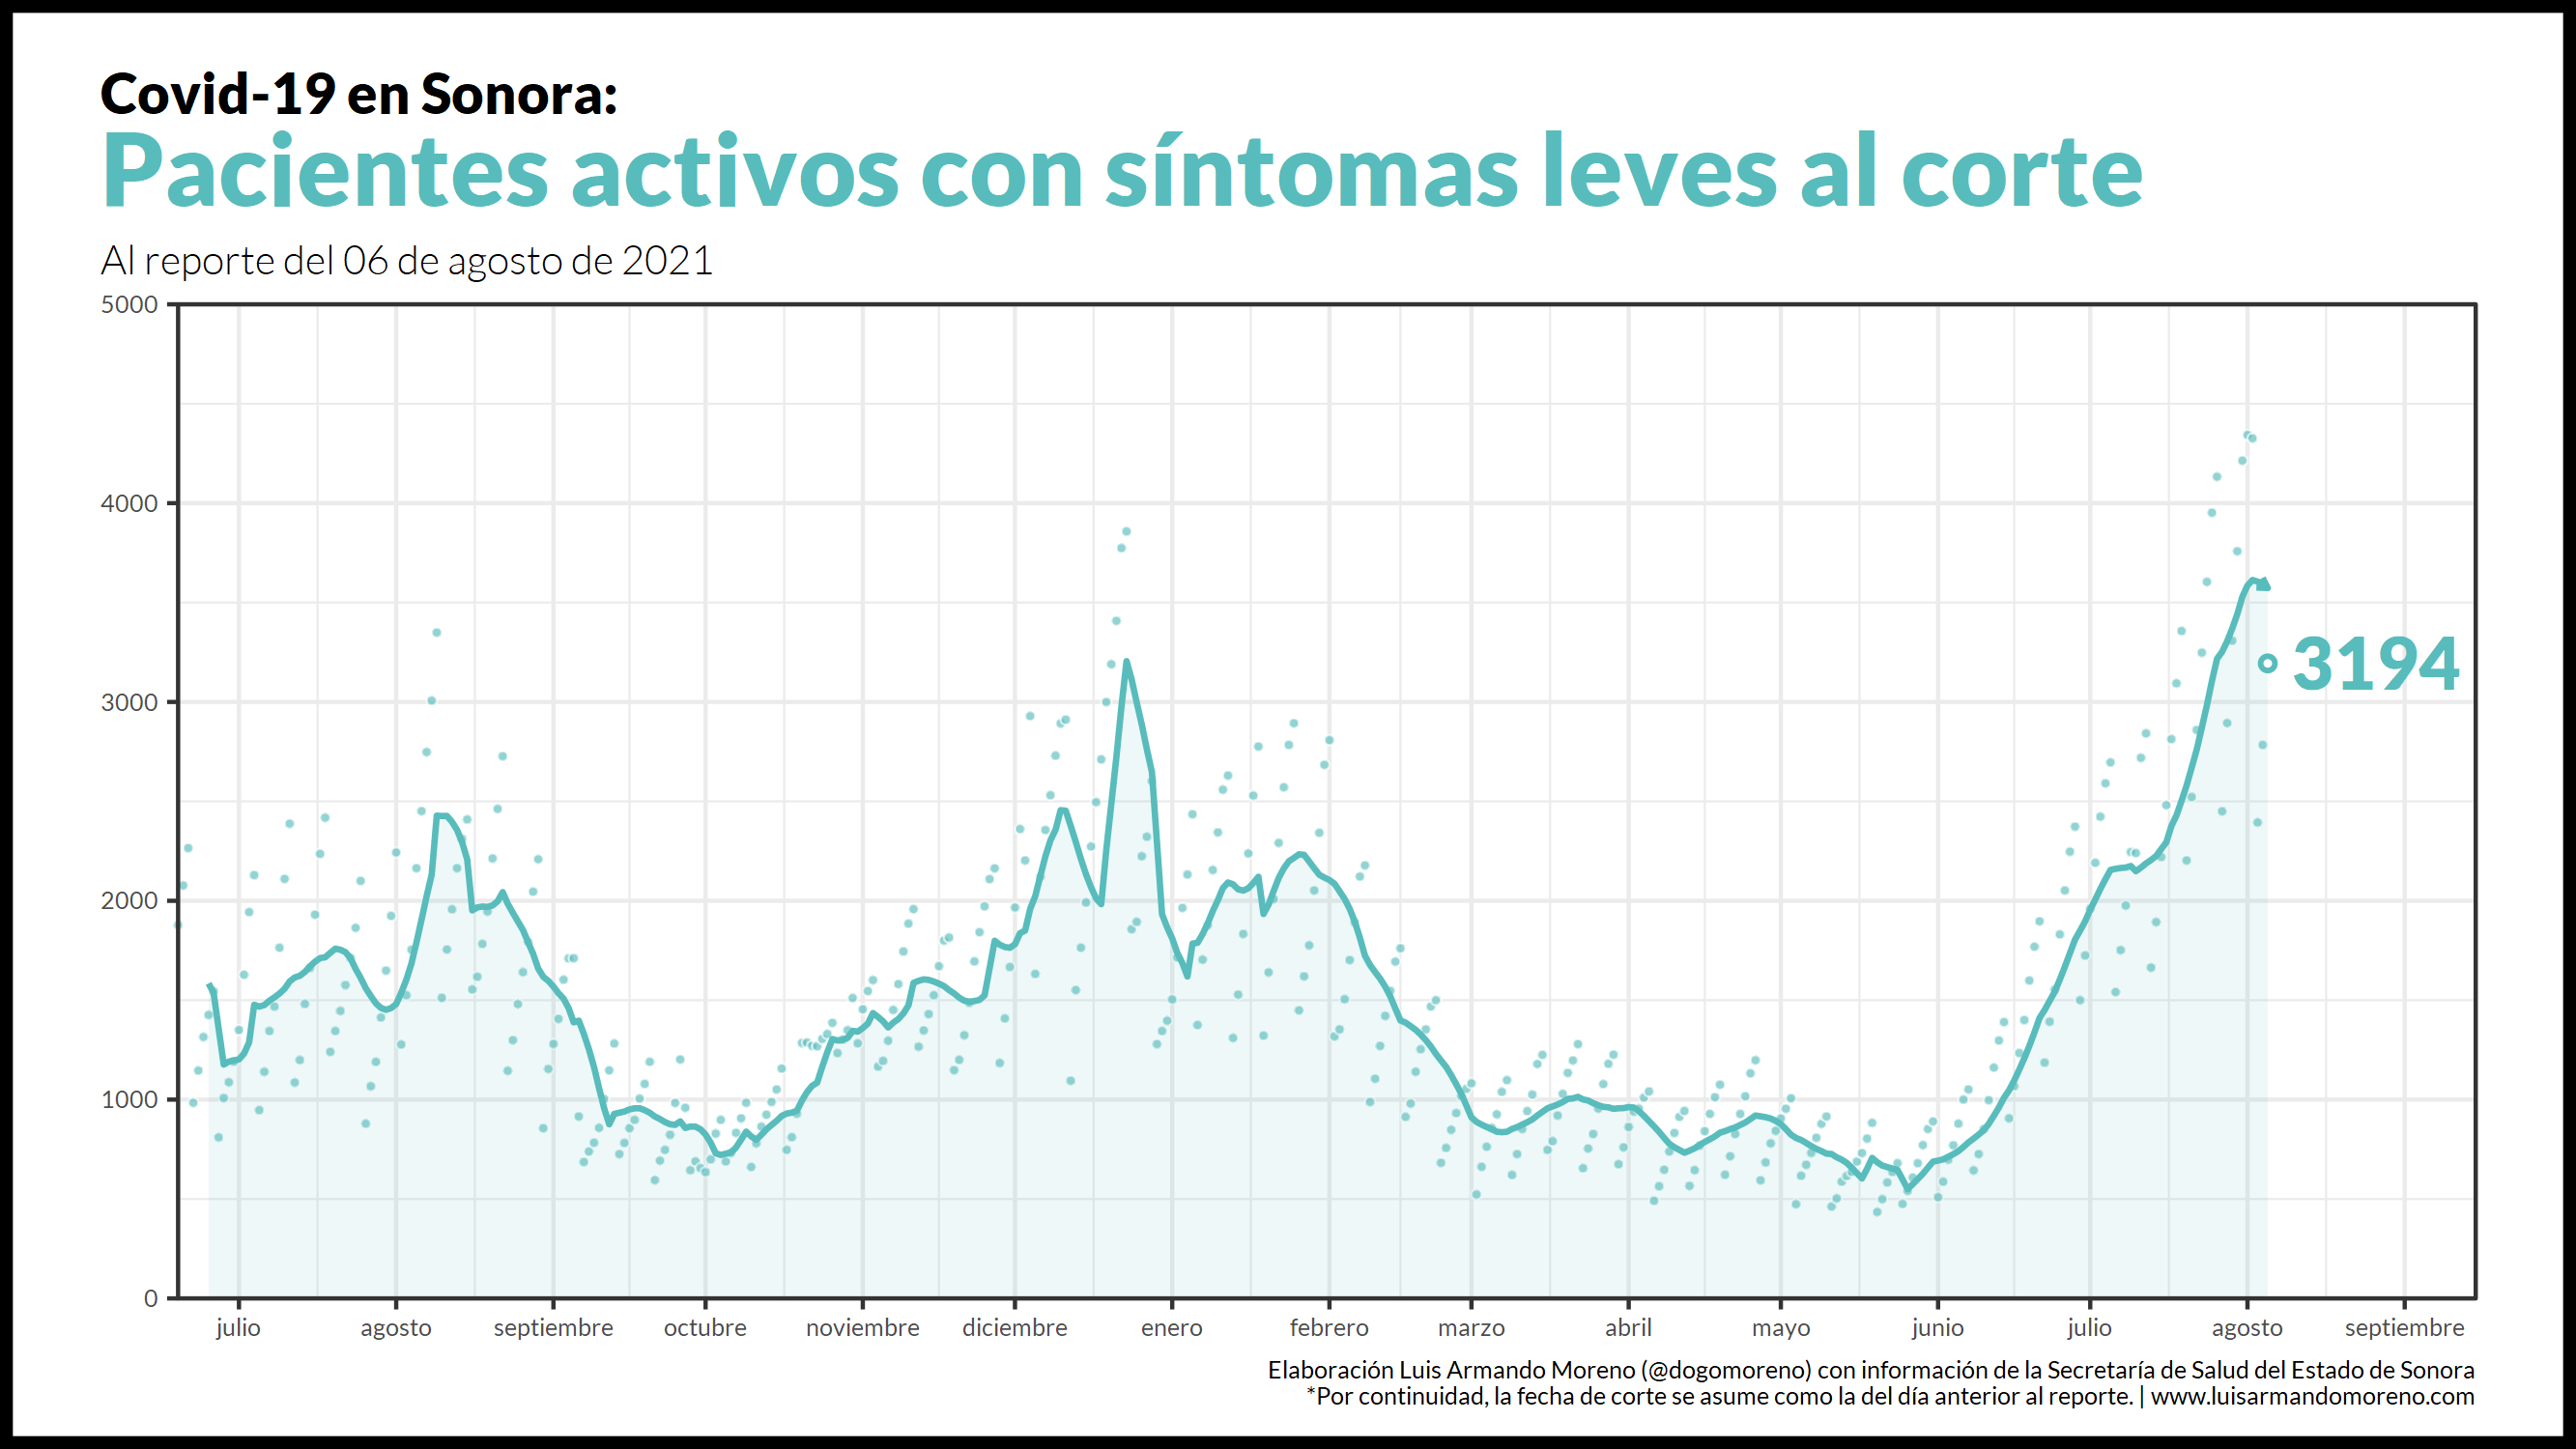 Covid-19 en Sonora:
Pacientes activos con síntomas leves al corte
Al reporte del 06 de agosto de 2021
5000
4000
3000
2000
1000
0
3194
julio agosto septiembre octubre noviembre diciembre enero febrero marzo abril mayo junio julio agosto septiembre
Elaboración Luis Armando Moreno (@dogomoreno) con información de la Secretaría de Salud del Estado de Sonora
*Por continuidad, la fecha de corte se asume como la del día anterior al reporte. | www.luisarmandomoreno.com